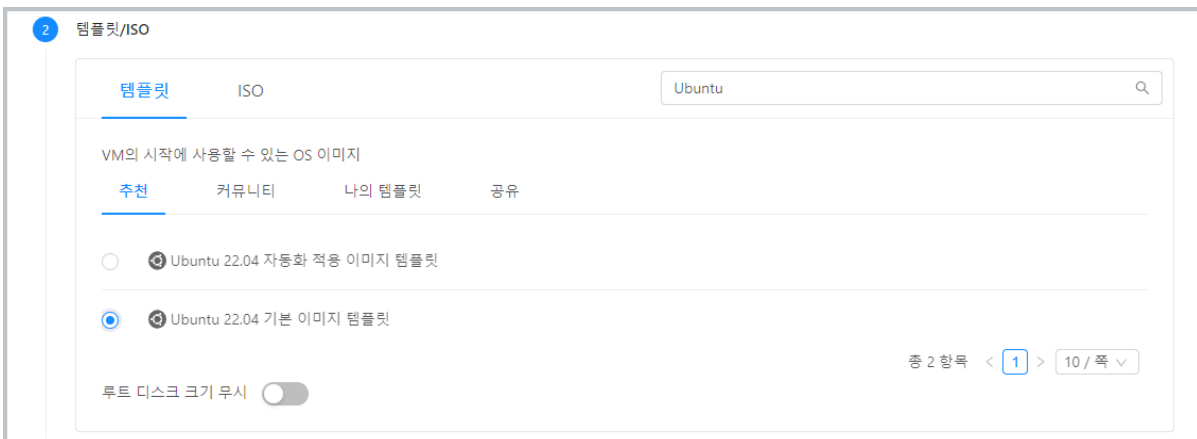 2 템플릿/ISO
템플릿 ISO Ubuntu
VM의 시작에 사용할 수 있는 OS 이미지
추천 커뮤니티 나의 템플릿 공유
Ubuntu 22.04 자동화 적용 이미지 템플릿
Ubuntu 22.04 기본 이미지 템플릿
총 2 항목 < 1 > 10 / 쪽
루트 디스크 크기 무시